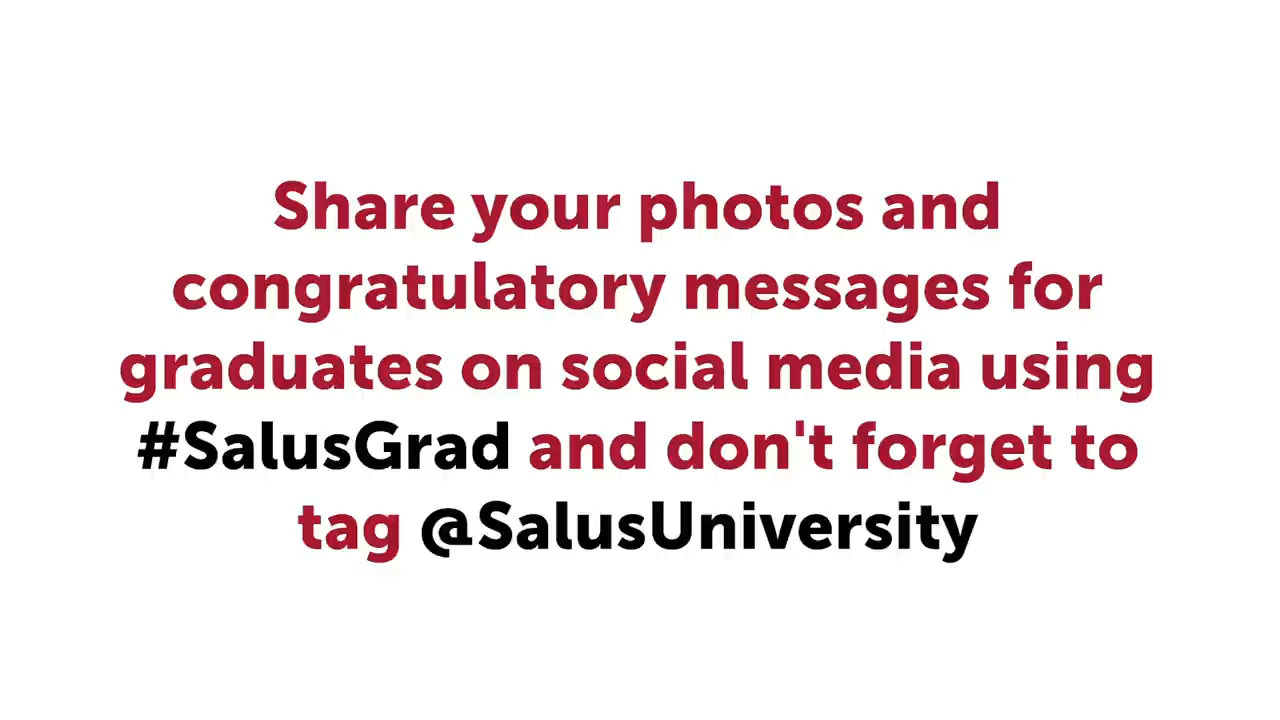 Share your photos and
congratulatory messages for
graduates on social media using
#SalusGrad and don't forget to
tag @SalusUniversity